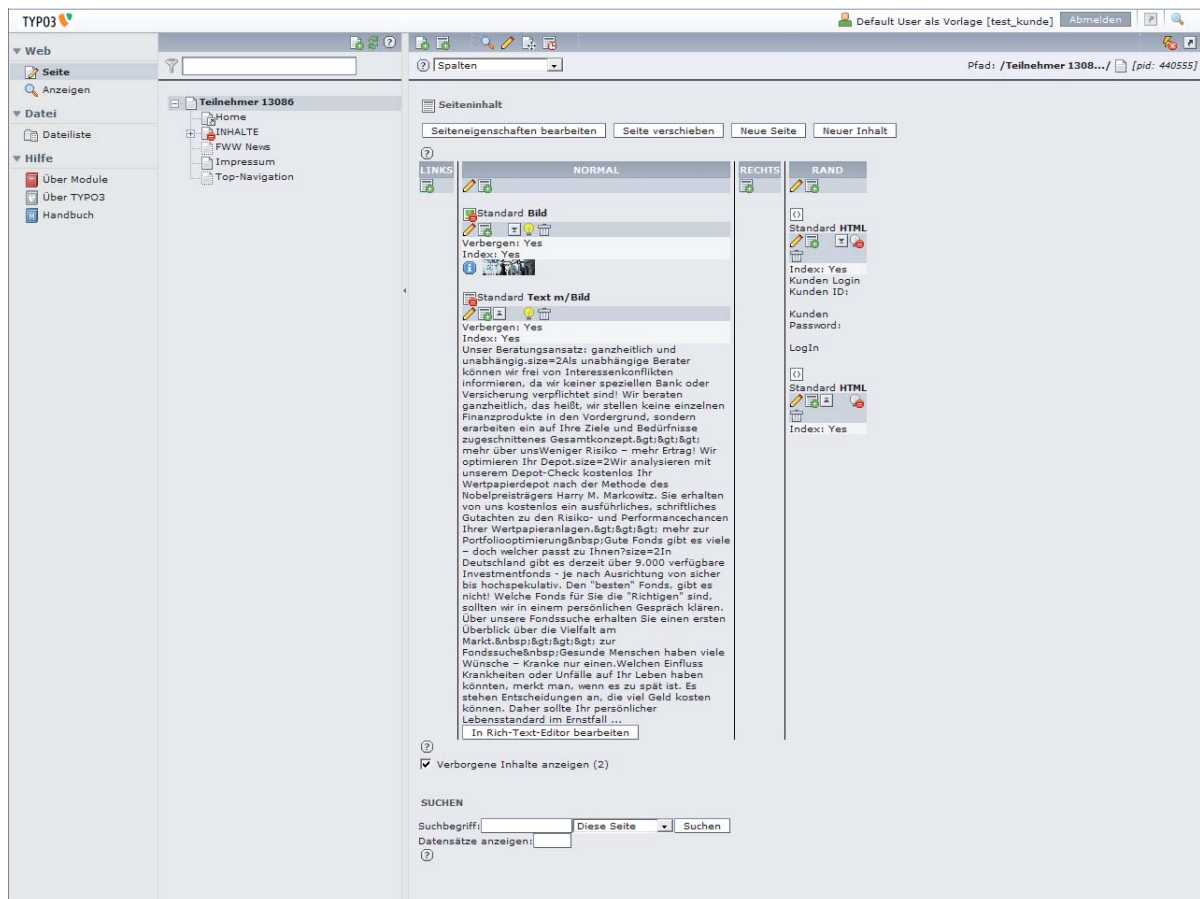 TYPO3
Default User als Vorlage [test_kunde] Abmelden
Web
Seite
Anzeigen
Datei
Dateiliste
Hilfe
Über Module
Über TYPO3
Handbuch
Teilnehmer 13086
Home
INHALTE
FWW News
Impressum
Top-Navigation
Spalten
Pfad: /Teilnehmer 1308.../ [pid: 440555]
Seiteninhalt
Seiteneigenschaften bearbeiten Seite verschieben Neue Seite Neuer Inhalt
LINKS NORMAL RECHTS RAND
Standard Bild
Verbergen: Yes
Index: Yes
Standard Text m/Bild
Verbergen: Yes
Index: Yes
Unser Beratungsansatz: ganzheitlich und
unabhängig.size=2Als unabhängige Berater
können wir frei von Interessenkonflikten
informieren, da wir keiner speziellen Bank oder
Versicherung verpflichtet sind! Wir beraten
ganzheitlich, das heißt, wir stellen keine einzelnen
Finanzprodukte in den Vordergrund, sondern
erarbeiten ein auf Ihre Ziele und Bedürfnisse
zugeschnittenes Gesamtkonzept.&gt;&gt;&gt;
mehr über unsWeniger Risiko – mehr Ertrag! Wir
optimieren Ihr Depot.size=2Wir analysieren mit
unserem Depot-Check kostenlos Ihr
Wertpapierdepot nach der Methode des
Nobelpreisträgers Harry M. Markowitz. Sie erhalten
von uns kostenlos ein ausführliches, schriftliches
Gutachten zu den Risiko- und Performancechancen
Ihrer Wertpapieranlagen.&gt;&gt;&gt; mehr zur
Portfoliooptimierung&nbsp;Gute Fonds gibt es viele
– doch welcher passt zu Ihnen?size=2In
Deutschland gibt es derzeit über 9.000 verfügbare
Investmentfonds - je nach Ausrichtung von sicher
bis hochspekulativ. Den "besten" Fonds, gibt es
nicht! Welche Fonds für Sie die "Richtigen" sind,
sollten wir in einem persönlichen Gespräch klären.
Über unsere Fondssuche erhalten Sie einen ersten
Überblick über die Vielfalt am
Markt.&nbsp;&gt;&gt;&gt; zur
Fondssuche&nbsp;Gesunde Menschen haben viele
Wünsche – Kranke nur einen.Welchen Einfluss
Krankheiten oder Unfälle auf Ihr Leben haben
könnten, merkt man, wenn es zu spät ist. Es
stehen Entscheidungen an, die viel Geld kosten
können. Daher sollte Ihr persönlicher
Lebensstandard im Ernstfall ...
In Rich-Text-Editor bearbeiten
Standard HTML
Index: Yes
Kunden Login
Kunden ID:
Kunden
Password:
LogIn
Standard HTML
Index: Yes
Verborgene Inhalte anzeigen (2)
SUCHEN
Suchbegriff: Diese Seite Suchen
Datensätze anzeigen: